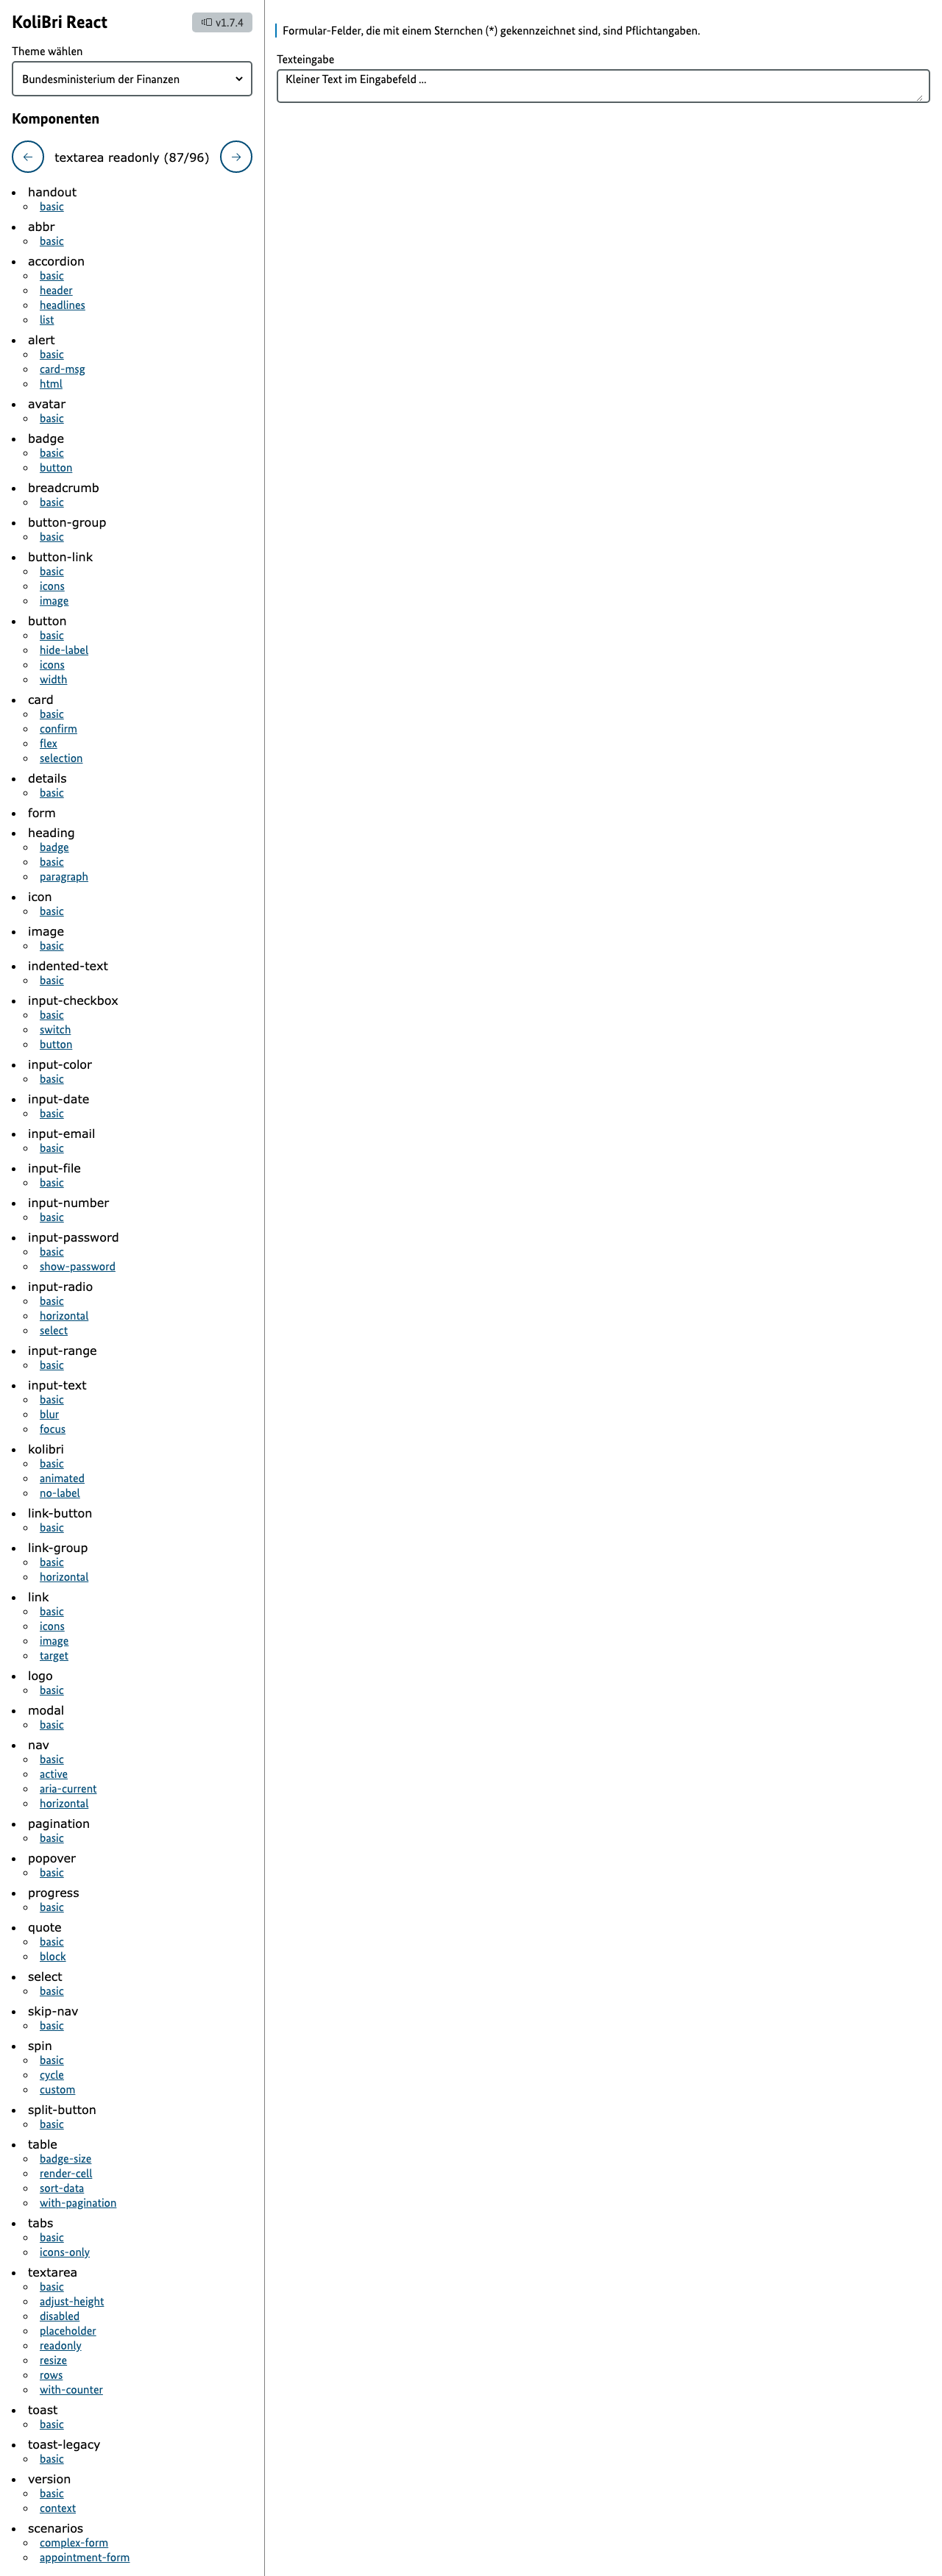 KoliBri React
v1.7.4
Theme wählen
Bundesministerium der Finanzen
Komponenten
textarea readonly (87/96)
handout
basic
abbr
basic
accordion
basic
header
headlines
list
alert
basic
card-msg
html
avatar
basic
badge
basic
button
breadcrumb
basic
button-group
basic
button-link
basic
icons
image
button
basic
hide-label
icons
width
card
basic
confirm
flex
selection
details
basic
form
heading
badge
basic
paragraph
icon
basic
image
basic
indented-text
basic
input-checkbox
basic
switch
button
input-color
basic
input-date
basic
input-email
basic
input-file
basic
input-number
basic
input-password
basic
show-password
input-radio
basic
horizontal
select
input-range
basic
input-text
basic
blur
focus
kolibri
basic
animated
no-label
link-button
basic
link-group
basic
horizontal
link
basic
icons
image
target
logo
basic
modal
basic
nav
basic
active
aria-current
horizontal
pagination
basic
popover
basic
progress
basic
quote
basic
block
select
basic
skip-nav
basic
spin
basic
cycle
custom
split-button
basic
table
badge-size
render-cell
sort-data
with-pagination
tabs
basic
icons-only
textarea
basic
adjust-height
disabled
placeholder
readonly
resize
rows
with-counter
toast
basic
toast-legacy
basic
version
basic
context
scenarios
complex-form
appointment-form
Formular-Felder, die mit einem Sternchen (*) gekennzeichnet sind, sind Pflichtangaben.
Texteingabe
Kleiner Text im Eingabefeld ...